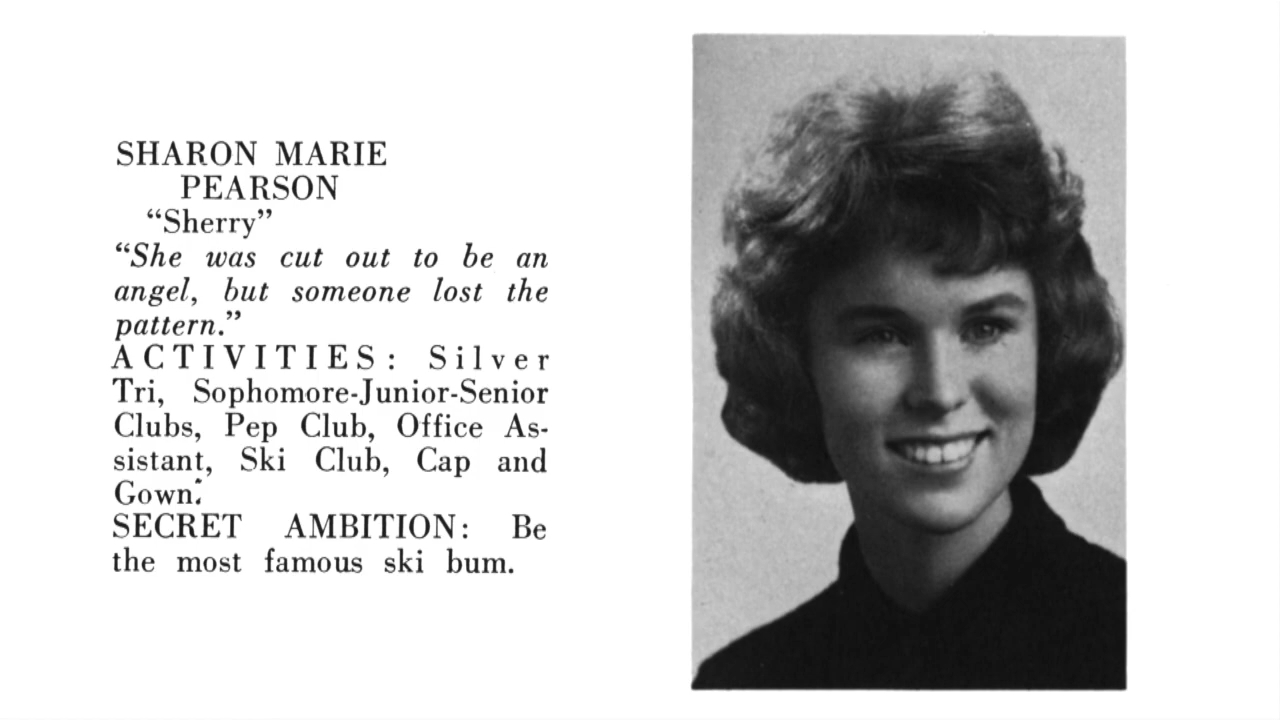 SHARON MARIE
PEARSON
“Sherry”
“She was cut out to be an
angel, but someone lost the
pattern.”
ACTIVITIES: Silver
Tri, Sophomore-Junior-Senior
Clubs, Pep Club, Office As-
sistant, Ski Club, Cap and
Gown.
SECRET AMBITION: Be
the most famous ski bum.